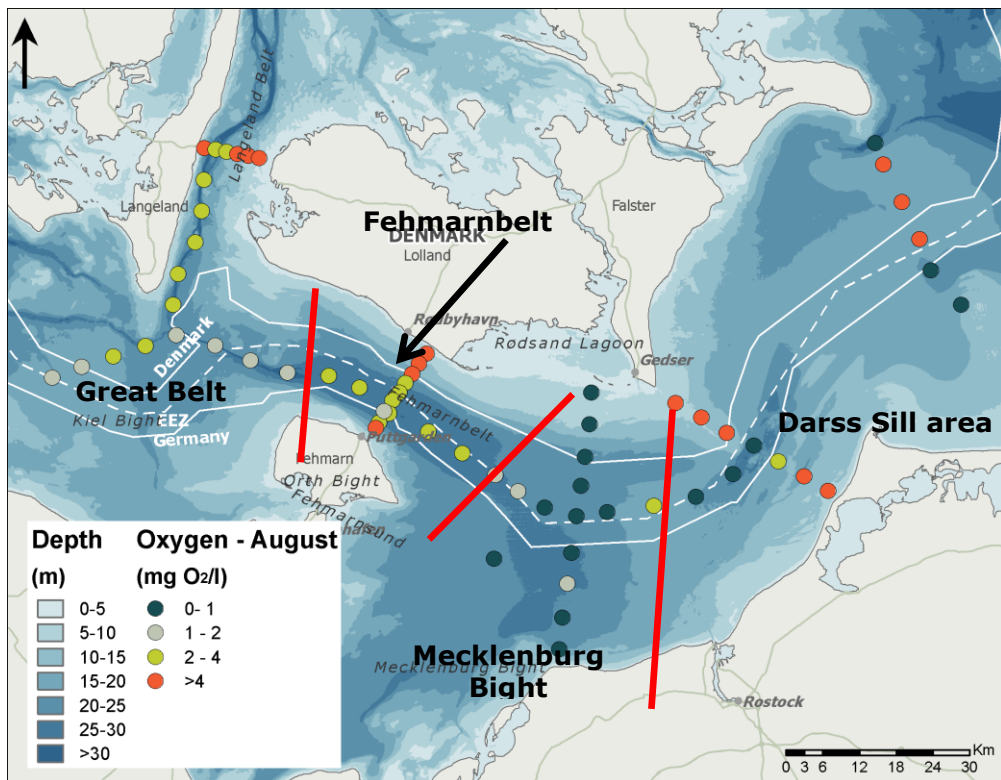 Langeland Belt
Langeland
Fehmarnbelt
DENMARK
Lolland
Falster
Rødbyhavn
Rødsand Lagoon
Gedser
Denmark
Great Belt
Kiel Bight
EEZ
Germany
Fehmarnbelt
Puttgarden
Darss Sill area
Fehmarn
Orth Bight
Fehmarnsund
Mecklenburg
Bight
Mecklenburg Bight
Rostock
Depth
(m)
0-5
5-10
10-15
15-20
20-25
25-30
>30
Oxygen - August
(mg O2/l)
0- 1
1 - 2
2 - 4
>4
Km
0 3 6 12 18 24 30